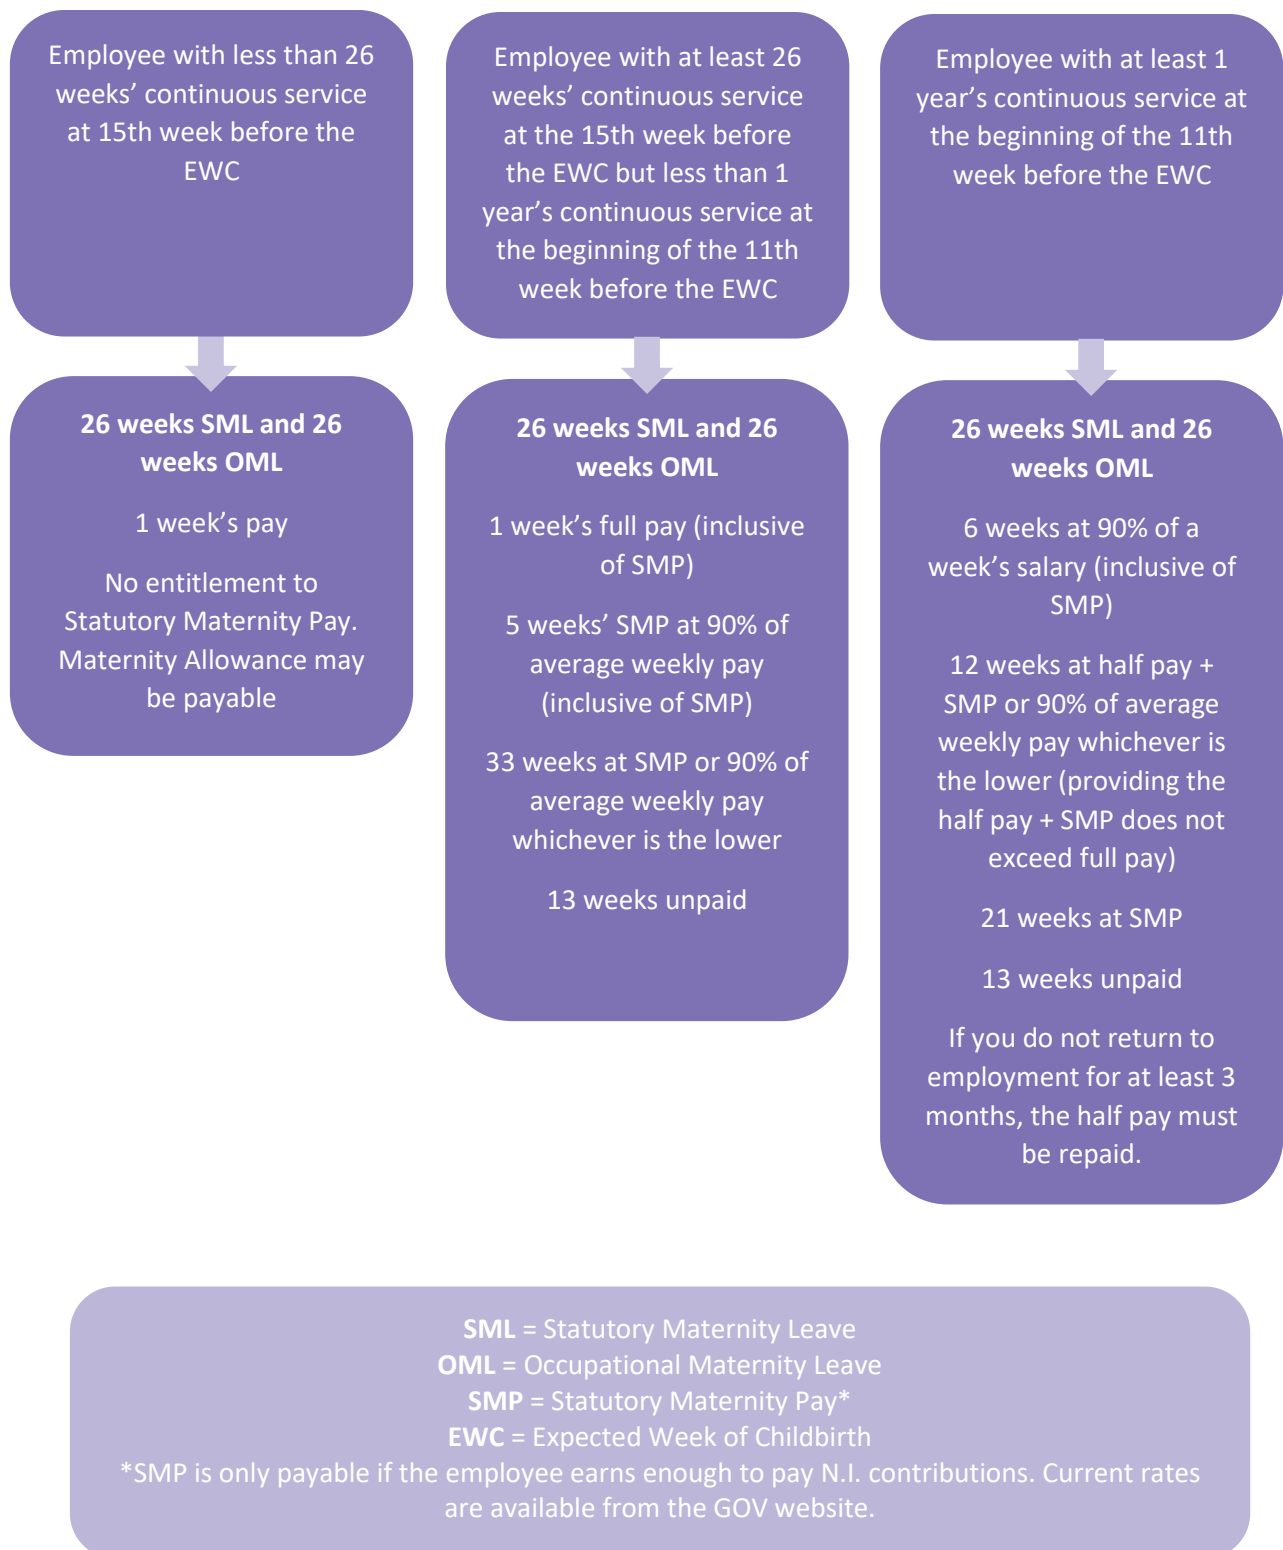 Employee with less than 26
weeks’ continuous service
at 15th week before the
EWC
26 weeks SML and 26
weeks OML
1 week’s pay
No entitlement to
Statutory Maternity Pay.
Maternity Allowance may
be payable
Employee with at least 26
weeks’ continuous service
at the 15th week before
the EWC but less than 1
year’s continuous service at
the beginning of the 11th
week before the EWC
26 weeks SML and 26
weeks OML
1 week’s full pay (inclusive
of SMP)
5 weeks’ SMP at 90% of
average weekly pay
(inclusive of SMP)
33 weeks at SMP or 90% of
average weekly pay
whichever is the lower
13 weeks unpaid
Employee with at least 1
year’s continuous service at
the beginning of the 11th
week before the EWC
26 weeks SML and 26
weeks OML
6 weeks at 90% of a
week’s salary (inclusive of
SMP)
12 weeks at half pay +
SMP or 90% of average
weekly pay whichever is
the lower (providing the
half pay + SMP does not
exceed full pay)
21 weeks at SMP
13 weeks unpaid
If you do not return to
employment for at least 3
months, the half pay must
be repaid.
SML = Statutory Maternity Leave
OML = Occupational Maternity Leave
SMP = Statutory Maternity Pay*
EWC = Expected Week of Childbirth
*SMP is only payable if the employee earns enough to pay N.I. contributions. Current rates
are available from the GOV website.